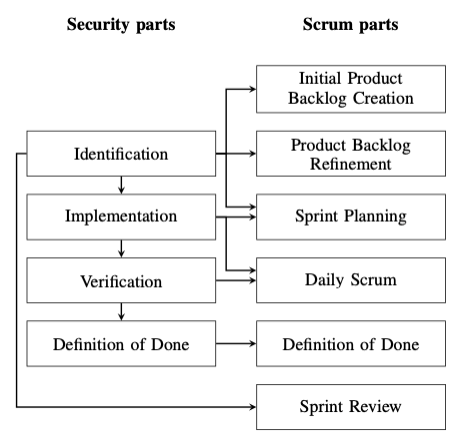 Security parts
Scrum parts
Initial Product
Backlog Creation
Identification
Product Backlog
Refinement
Implementation
Sprint Planning
Verification
Daily Scrum
Definition of Done
Definition of Done
Sprint Review